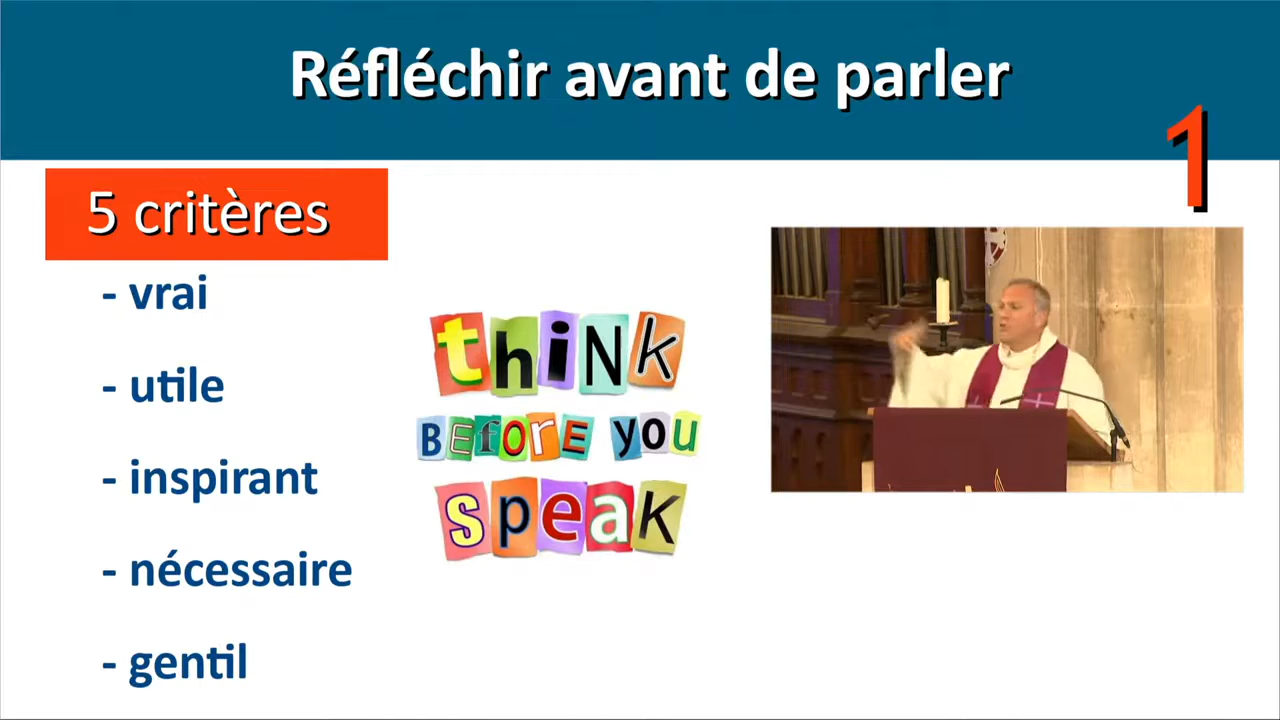 Réfléchir avant de parler
1
5 critères
- vrai
- utile
- inspirant
- nécessaire
- gentil
thiNk
BEfOrE yOU
speaK